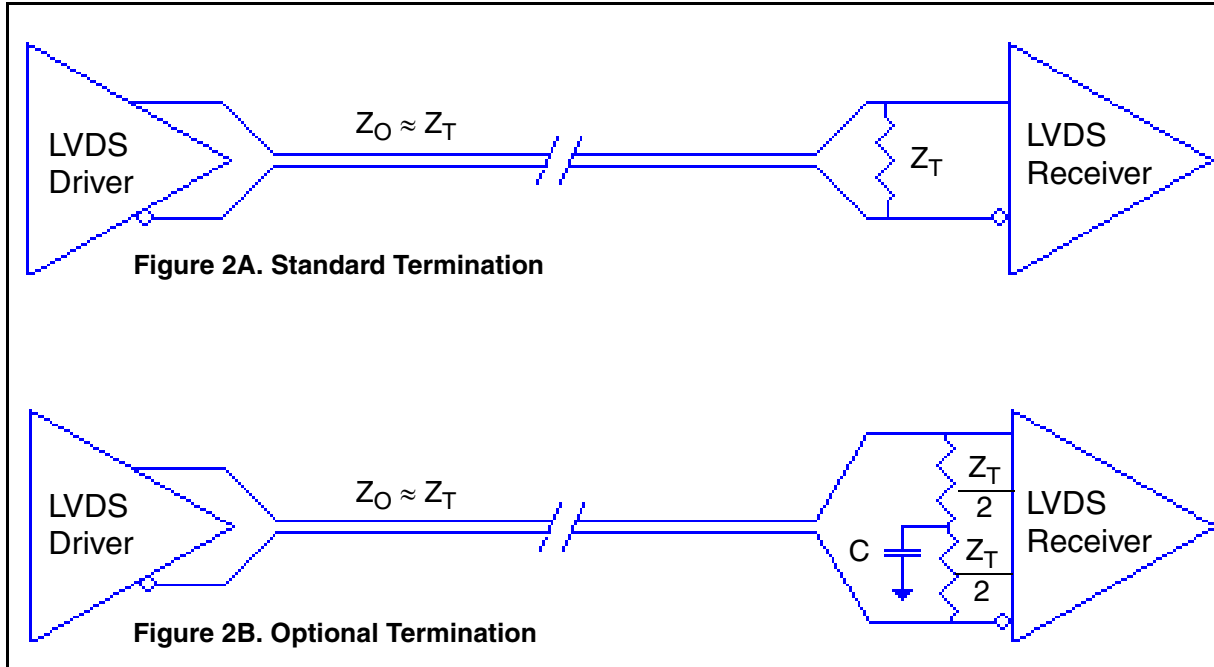 LVDS
Driver
Z_O ≈ Z_T
Z_T
LVDS
Receiver
Figure 2A. Standard Termination
LVDS
Driver
Z_O ≈ Z_T
C
Z_T
2
Z_T
2
LVDS
Receiver
Figure 2B. Optional Termination